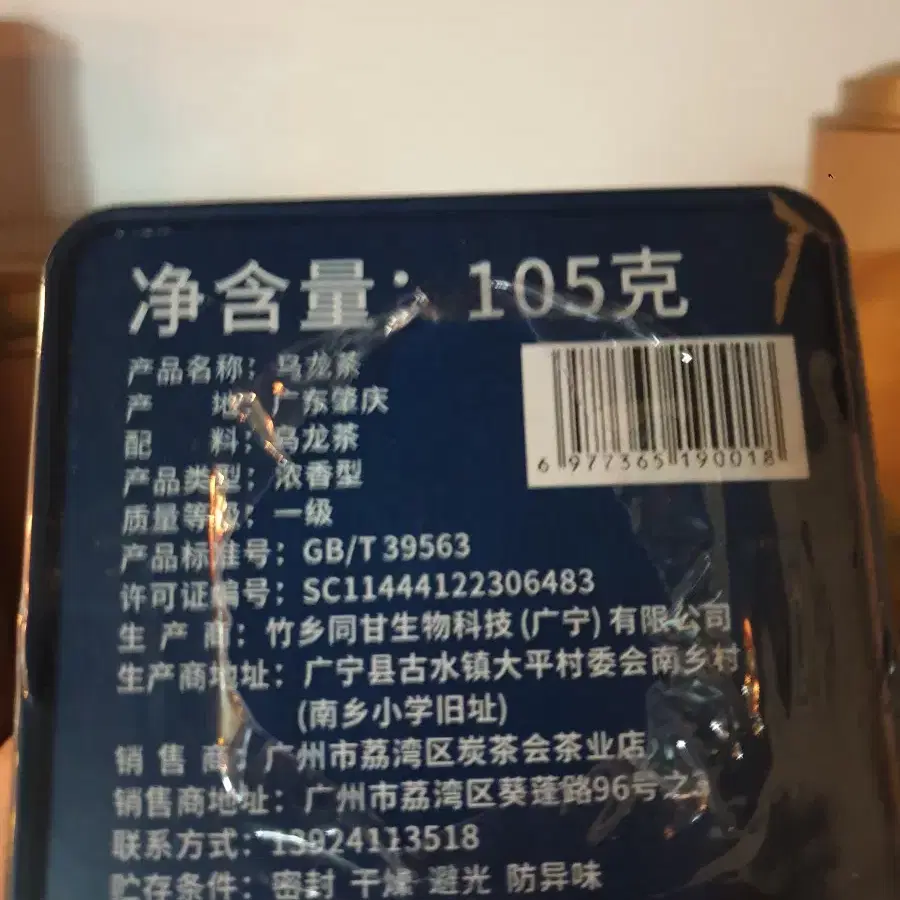 净含量：105克
产品名称：乌龙茶
产 地：广东肇庆
配 料：乌龙茶
产品类型：浓香型
质量等级：一级
产品标准号：GB/T 39563
许可证编号：SC11444122306483
生 产 商：竹乡同甘生物科技(广宁)有限公司
生产商地址：广宁县古水镇大平村委会南乡村
(南乡小学旧址)
销 售 商：广州市荔湾区炭茶会茶业店
销售商地址：广州市荔湾区葵蓬路96号之3
联系方式：13924113518
贮存条件：密封 干燥 避光 防异味
6 977365 190018